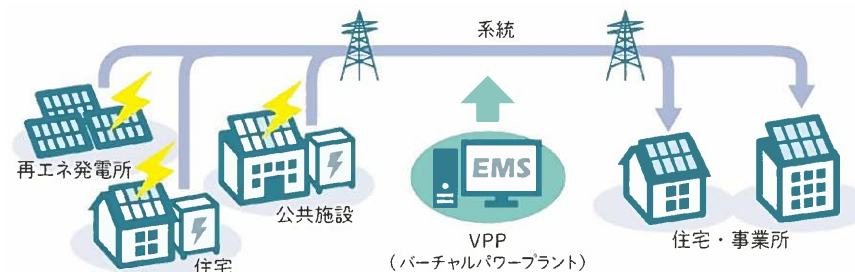 系統
再エネ発電所
住宅
公共施設
EMS
VPP
(バーチャルパワープラント)
住宅・事業所